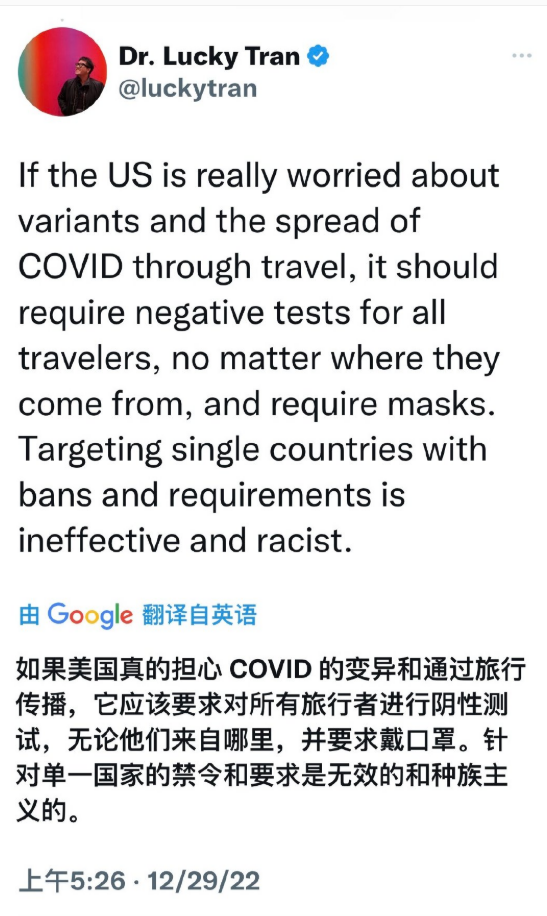 Dr. Lucky Tran
@luckytran
If the US is really worried about
variants and the spread of
COVID through travel, it should
require negative tests for all
travelers, no matter where they
come from, and require masks.
Targeting single countries with
bans and requirements is
ineffective and racist.
由 Google 翻译自英语
如果美国真的担心 COVID 的变异和通过旅行
传播，它应该要求对所有旅行者进行阴性测
试，无论他们来自哪里，并要求戴口罩。针
对单一国家的禁令和要求是无效的和种族主
义的。
上午5:26 · 12/29/22